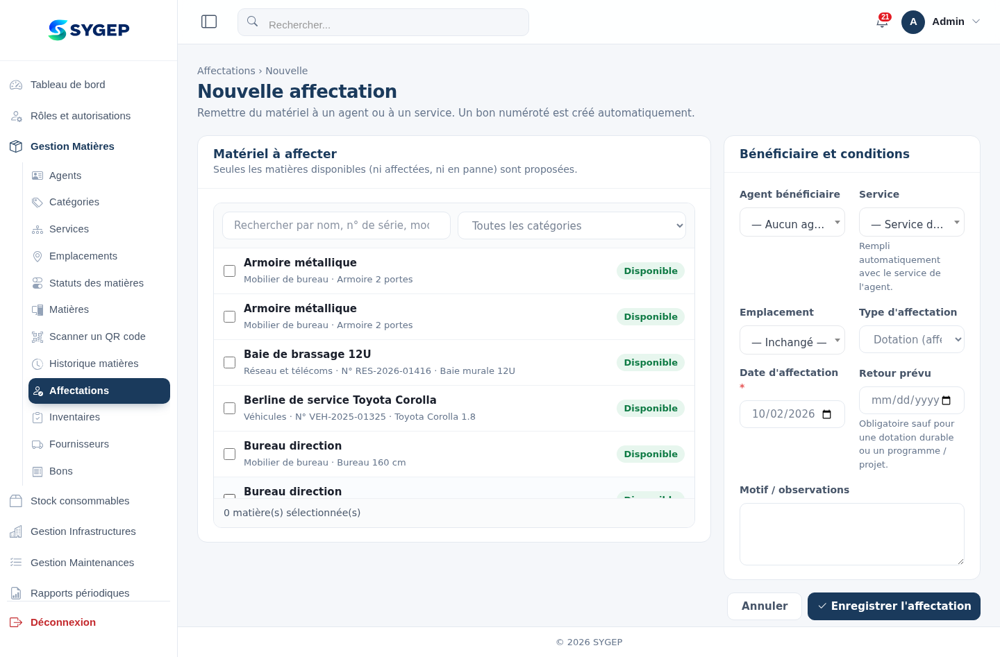 SYGEP
Rechercher...
21
A
Admin
Tableau de bord
Rôles et autorisations
Gestion Matières
Agents
Catégories
Services
Emplacements
Statuts des matières
Matières
Scanner un QR code
Historique matières
Affectations
Inventaires
Fournisseurs
Bons
Stock consommables
Gestion Infrastructures
Gestion Maintenances
Rapports périodiques
Déconnexion
Affectations › Nouvelle
Nouvelle affectation
Remettre du matériel à un agent ou à un service. Un bon numéroté est créé automatiquement.
Matériel à affecter
Seules les matières disponibles (ni affectées, ni en panne) sont proposées.
Rechercher par nom, n° de série, mod
Toutes les catégories
Armoire métallique
Mobilier de bureau · Armoire 2 portes
Disponible
Armoire métallique
Mobilier de bureau · Armoire 2 portes
Disponible
Baie de brassage 12U
Réseau et télécoms · N° RES-2026-01416 · Baie murale 12U
Disponible
Berline de service Toyota Corolla
Véhicules · N° VEH-2025-01325 · Toyota Corolla 1.8
Disponible
Bureau direction
Mobilier de bureau · Bureau 160 cm
Disponible
Bureau direction
Disponible
0 matière(s) sélectionnée(s)
Bénéficiaire et conditions
Agent bénéficiaire
— Aucun ag...
Service
— Service d...
Rempli
automatiquement
avec le service de
l'agent.
Emplacement
— Inchangé —
Type d'affectation
Dotation (affe
Date d'affectation
*
10/02/2026
Retour prévu
mm/dd/yyyy
Obligatoire sauf pour
une dotation durable
ou un programme /
projet.
Motif / observations
Annuler
Enregistrer l'affectation
© 2026 SYGEP